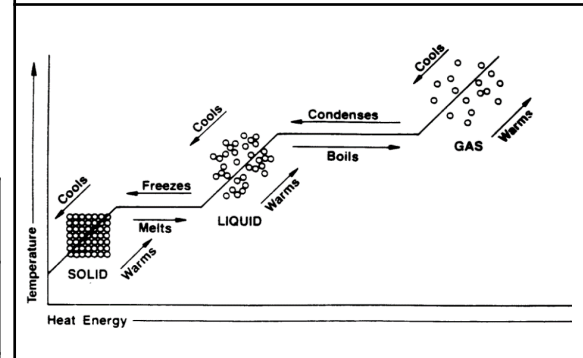 Cools
Condenses
Boils
GAS
Warms
Cools
Freezes
Melts
LIQUID
Warms
Cools
SOLID
Warms
Temperature
Heat Energy